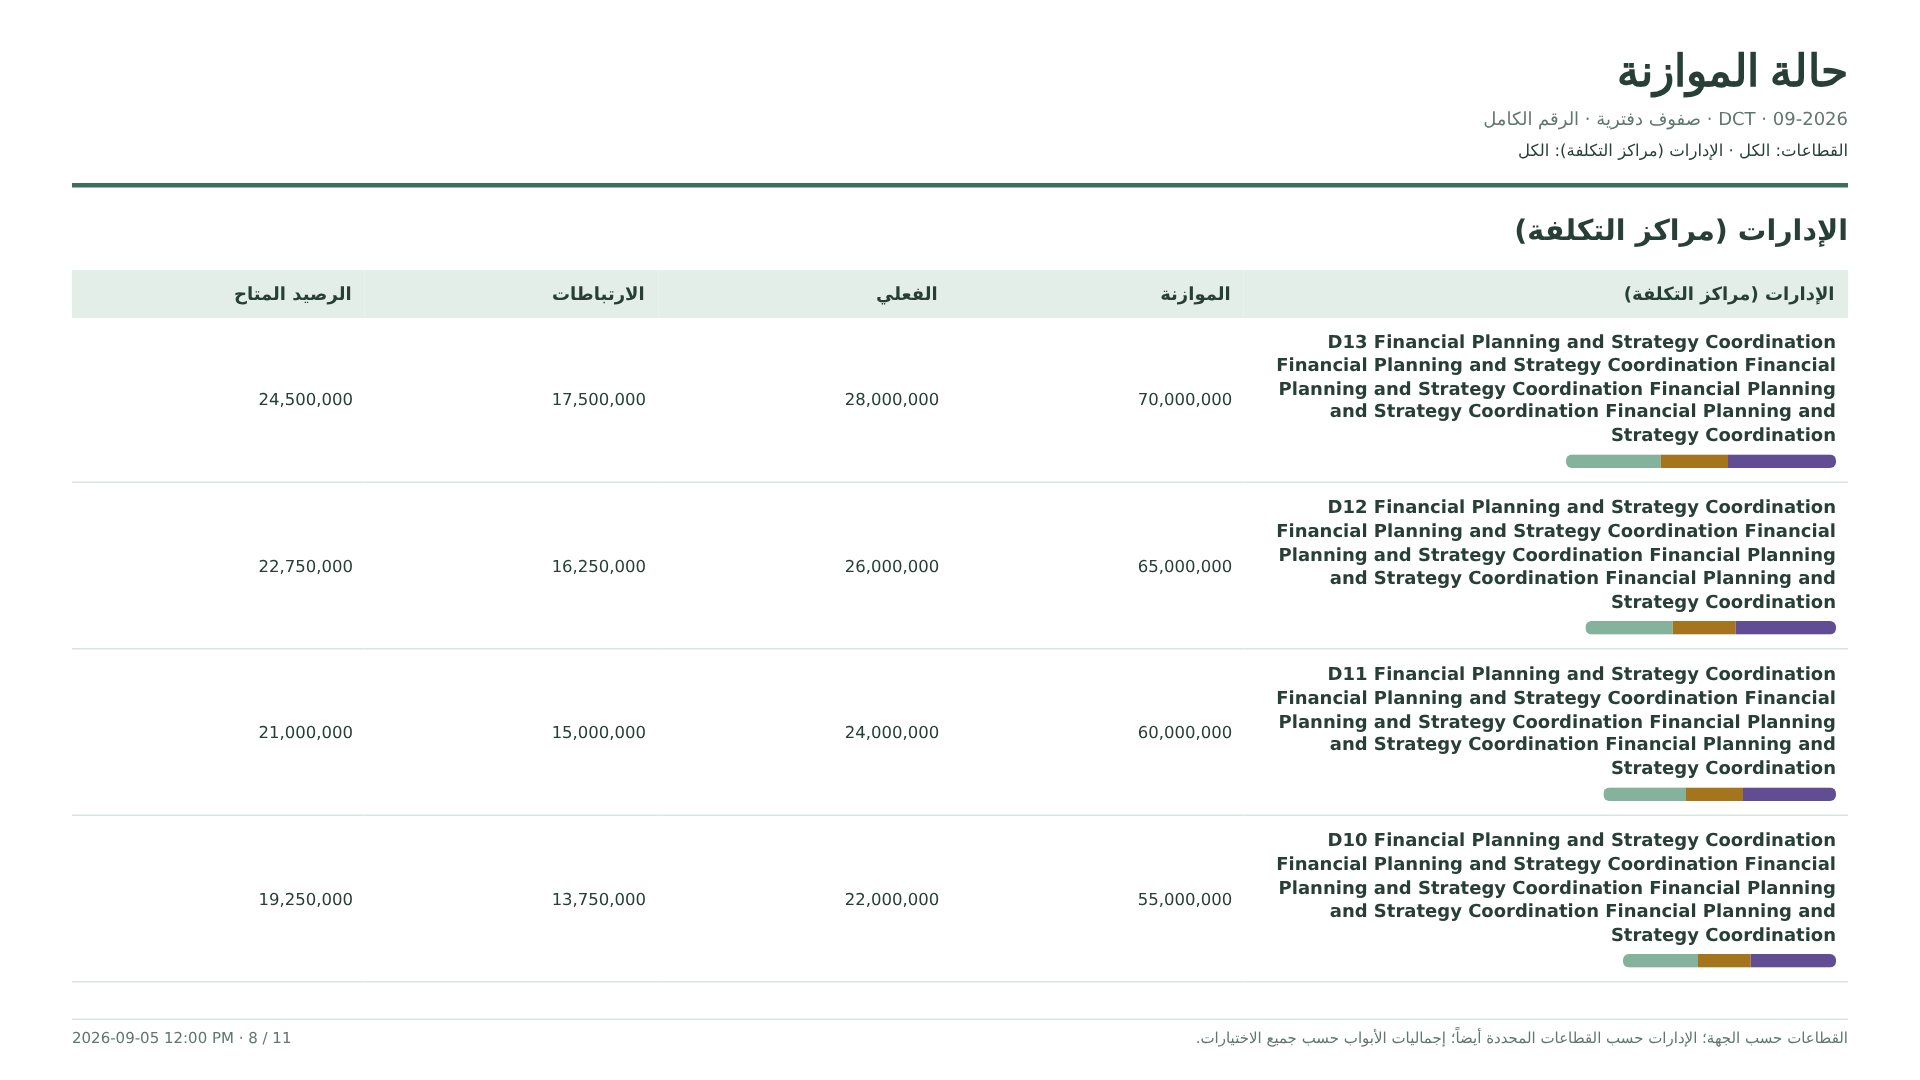 حالة الموازنة
DCT · 09-2026 · صفوف دفترية · الرقم الكامل
القطاعات: الكل · الإدارات (مراكز التكلفة): الكل
الإدارات (مراكز التكلفة)
الإدارات (مراكز التكلفة) الموازنة الفعلي الارتباطات الرصيد المتاح
D13 Financial Planning and Strategy Coordination
Financial Planning and Strategy Coordination Financial
Planning and Strategy Coordination Financial Planning
and Strategy Coordination Financial Planning and
Strategy Coordination
70,000,000 28,000,000 17,500,000 24,500,000
D12 Financial Planning and Strategy Coordination
Financial Planning and Strategy Coordination Financial
Planning and Strategy Coordination Financial Planning
and Strategy Coordination Financial Planning and
Strategy Coordination
65,000,000 26,000,000 16,250,000 22,750,000
D11 Financial Planning and Strategy Coordination
Financial Planning and Strategy Coordination Financial
Planning and Strategy Coordination Financial Planning
and Strategy Coordination Financial Planning and
Strategy Coordination
60,000,000 24,000,000 15,000,000 21,000,000
D10 Financial Planning and Strategy Coordination
Financial Planning and Strategy Coordination Financial
Planning and Strategy Coordination Financial Planning
and Strategy Coordination Financial Planning and
Strategy Coordination
55,000,000 22,000,000 13,750,000 19,250,000
القطاعات حسب الجهة؛ الإدارات حسب القطاعات المحددة أيضاً؛ إجماليات الأبواب حسب جميع الاختيارات.
2026-09-05 12:00 PM · 8 / 11